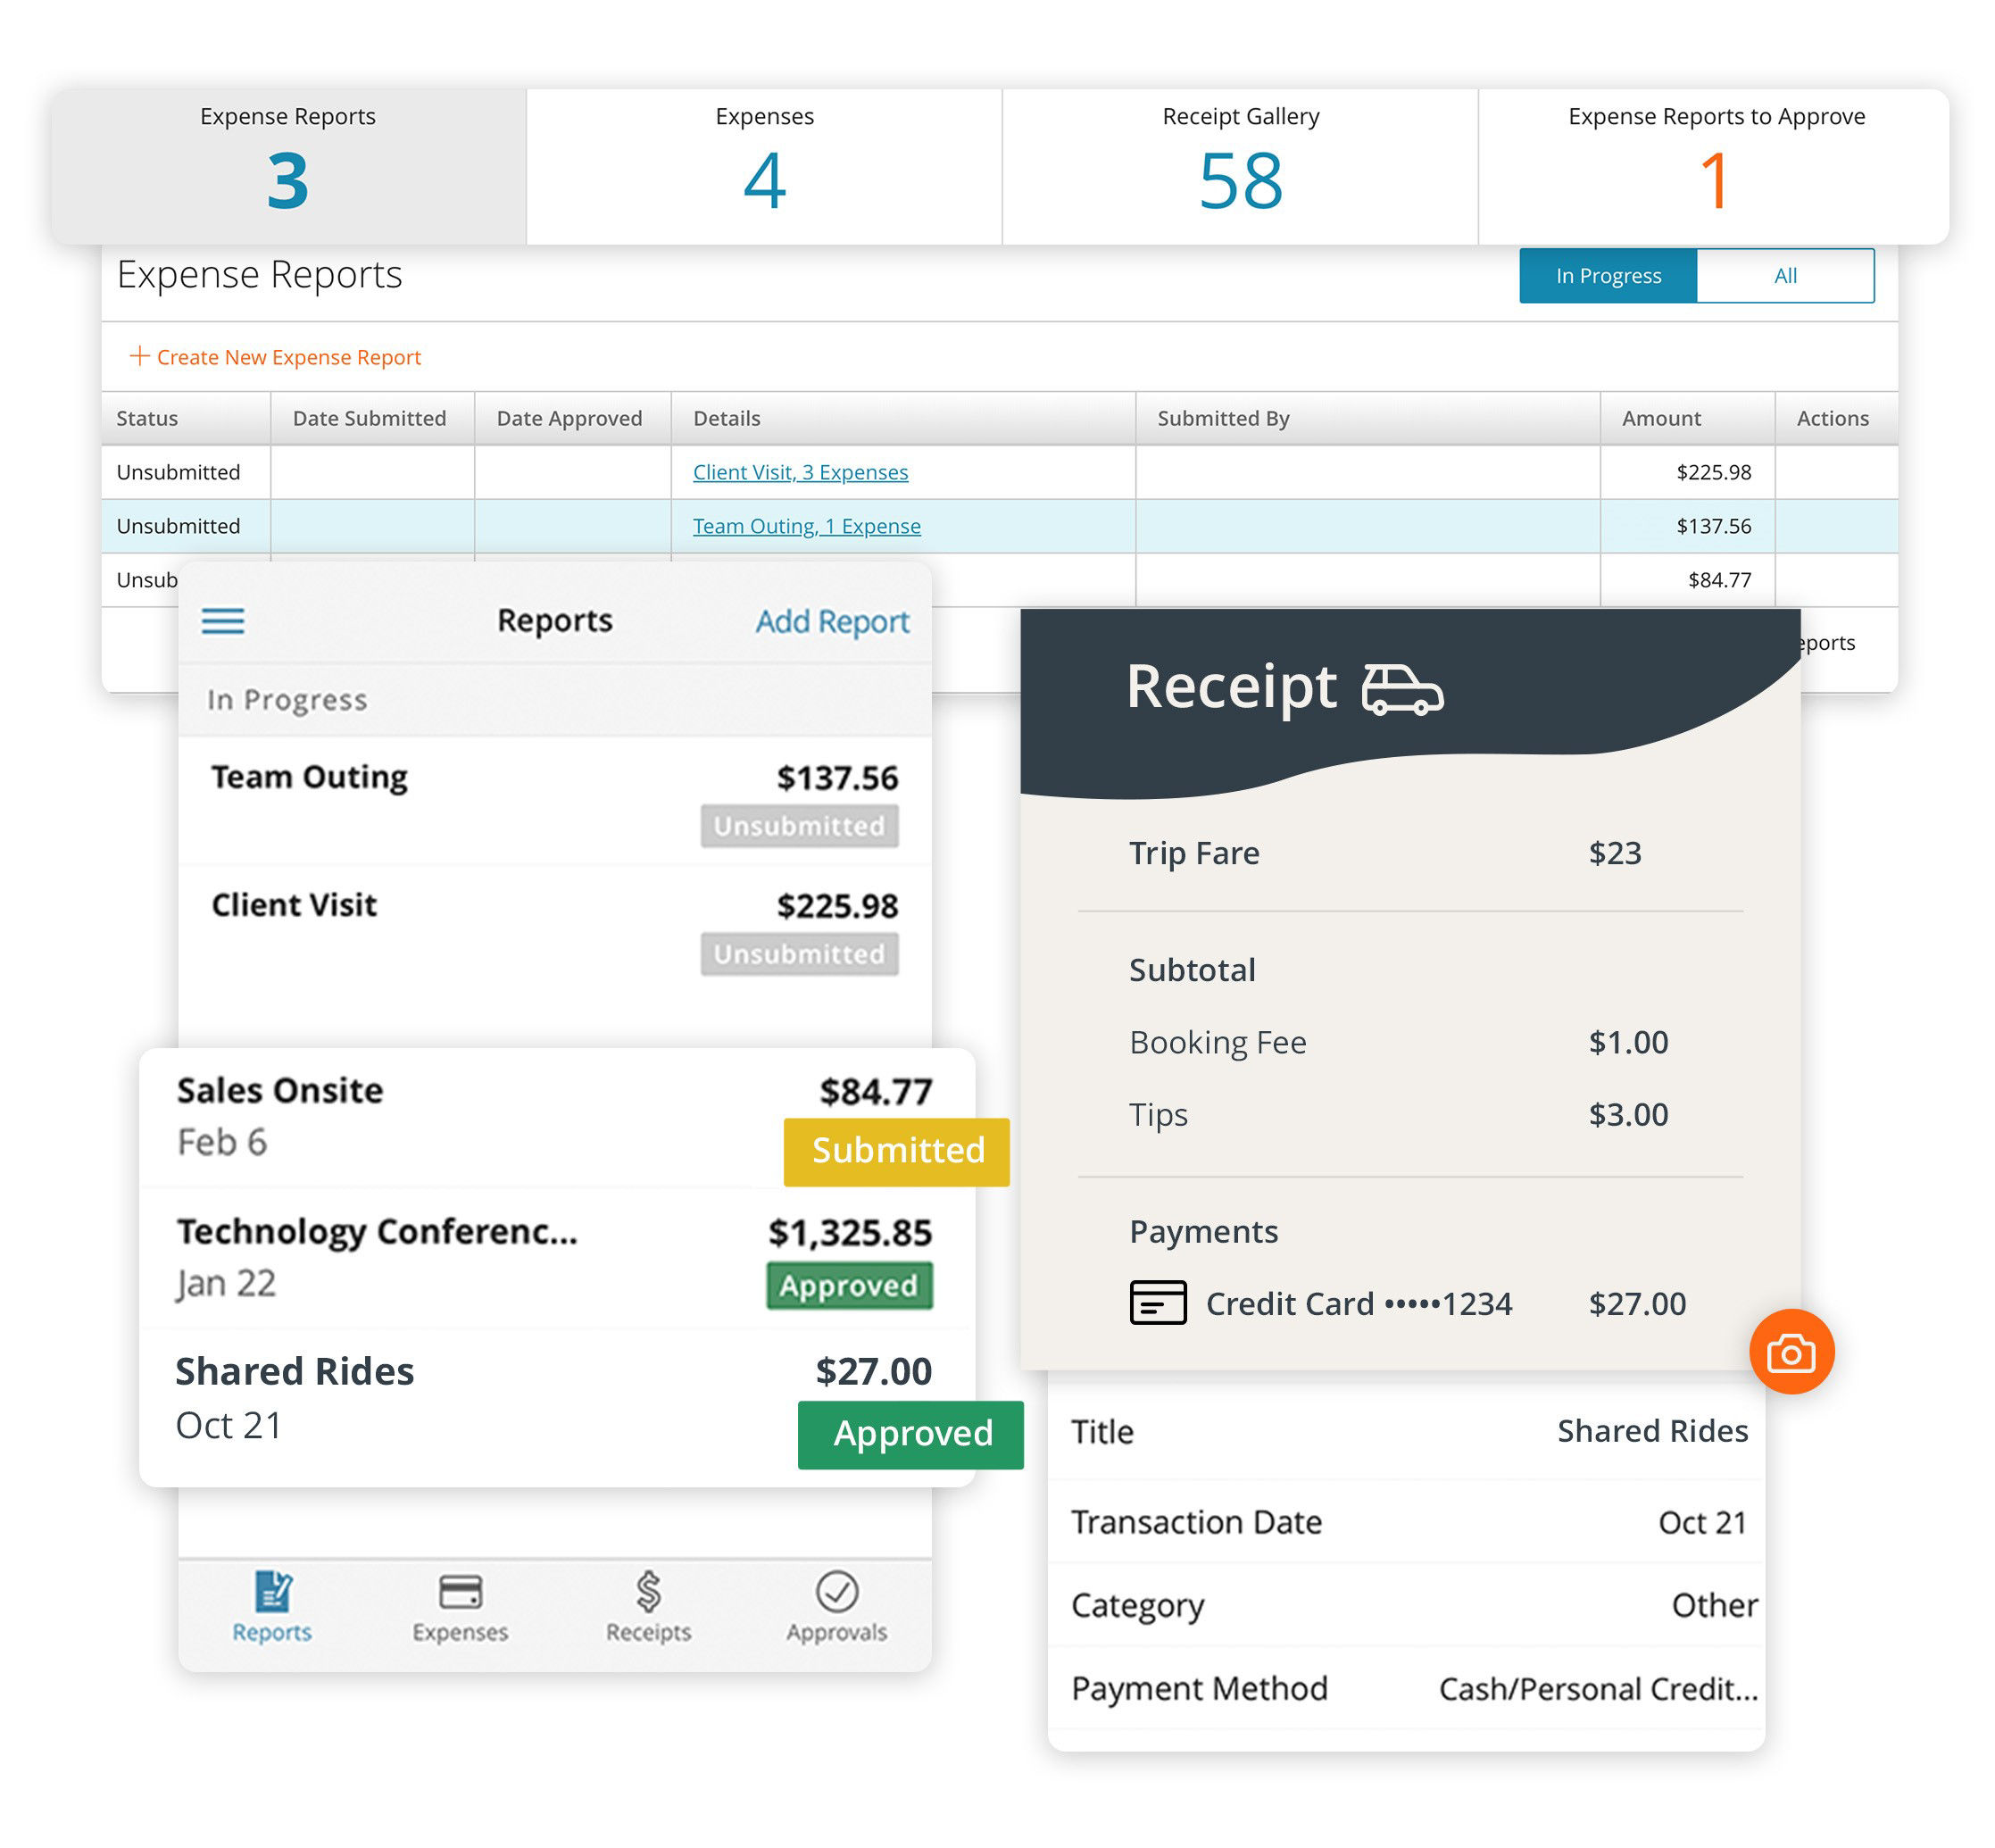 Expense Reports
3
Expenses
4
Receipt Gallery
58
Expense Reports to Approve
1
Expense Reports
In Progress
All
Create New Expense Report
Status Date Submitted Date Approved Details Submitted By Amount Actions
Unsubmitted Client Visit, 3 Expenses $225.98
Unsubmitted Team Outing, 1 Expense $137.56
Unsub $84.77
eports
Reports Add Report
In Progress
Team Outing $137.56
Unsubmitted
Client Visit $225.98
Unsubmitted
Sales Onsite $84.77
Feb 6 Submitted
Technology Conferenc... $1,325.85
Jan 22 Approved
Shared Rides $27.00
Oct 21 Approved
Reports Expenses Receipts Approvals
Receipt
Trip Fare $23
Subtotal
Booking Fee $1.00
Tips $3.00
Payments
Credit Card •••••1234 $27.00
Title Shared Rides
Transaction Date Oct 21
Category Other
Payment Method Cash/Personal Credit...